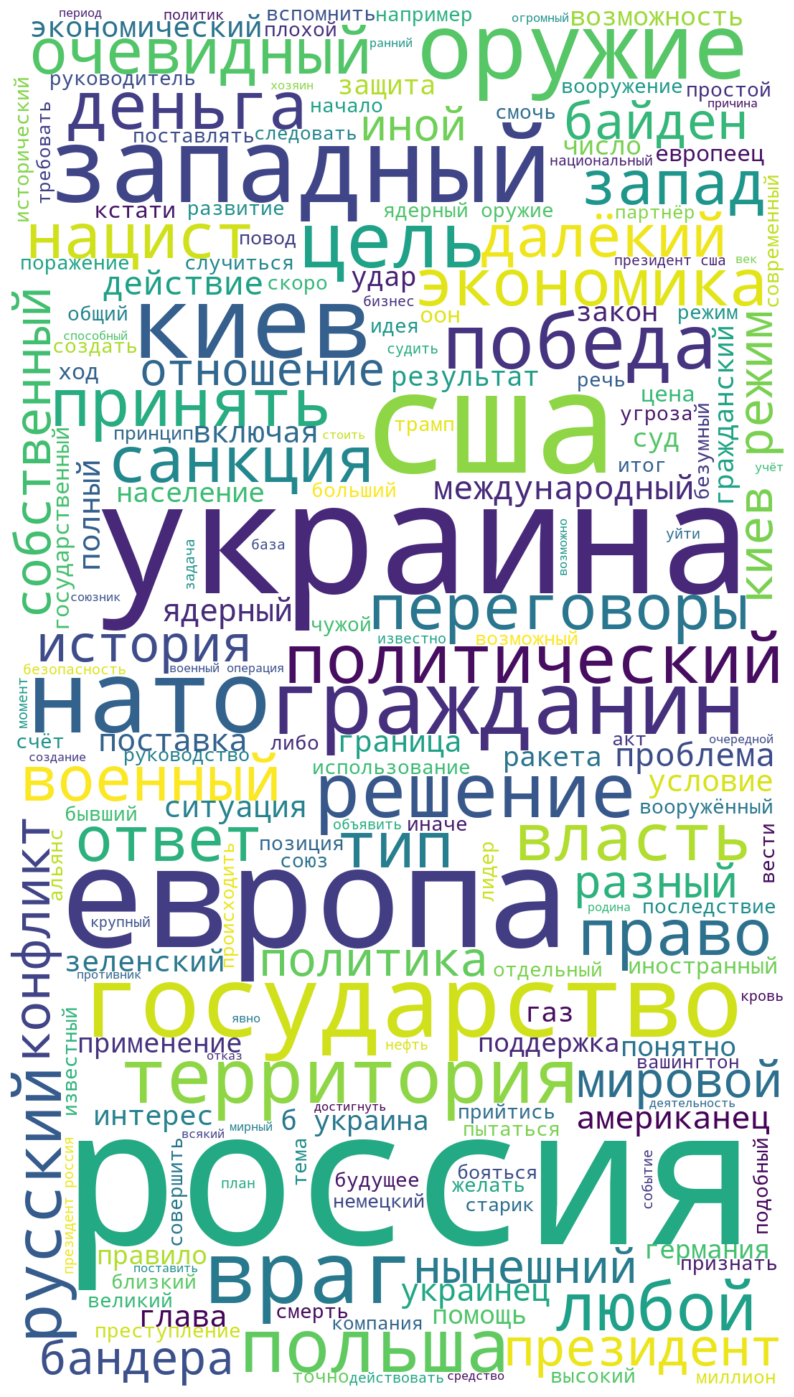 период
политик
вспомнить
например
огромный
возможность
экономический
плохой
очевидный
ранний
оружие
руководитель
хозяин
защита
вооружение
простой
исторический
требовать
деньга
начало
иной
смочь
причина
байден
поставлять
следовать
западный
число
национальный
европеец
запад
современный
кстати
развитие
ядерный оружие
партнёр
нацист
повод
цель
далёкий
президент сша
век
поражение
случиться
действие
скоро
удар
экономика
собственный
общий
киев
бизнес
оон
закон
режим
способный
создать
идея
судить
победа
гражданский
режим
ход
отношение
результат
речь
цена
принять
сша
угроза
безумный
принцип
включая
стоить
трамп
суд
государственный
полный
санкция
итог
учёт
население
больший
международный
украина
киев
база
задача
возможно
уйти
союзник
ядерный
чужой
переговоры
история
известно
возможный
безопасность
военный операция
политический
момент
нато
гражданин
счёт
поставка
либо
граница
акт
очередной
создание
руководство
использование
ракета
проблема
военный
решение
условие
ситуация
вооружённый
бывший
конфликт
альянс
ответ
объявить
иначе
позиция
тип
союз
власть
вести
происходить
лидер
европа
разный
родина
последствие
крупный
право
зеленский
противник
политика
отдельный
иностранный
государство
кровь
известный
явно
газ
применение
отказ
нефть
поддержка
понятно
вашингтон
территория
мировой
русский
интерес
достигнуть
б
украина
прийтись
деятельность
американец
всякий
мирный
пытаться
президент россия
совершить
россия
тема
план
будущее
бояться
желать
немецкий
старик
событие
подобный
правило
поставить
германия
признать
близкий
враг
нынешний
великий
украинец
глава
смерть
помощь
любой
преступление
компания
бандера
польша
президент
точно
действовать
средство
высокий
миллион